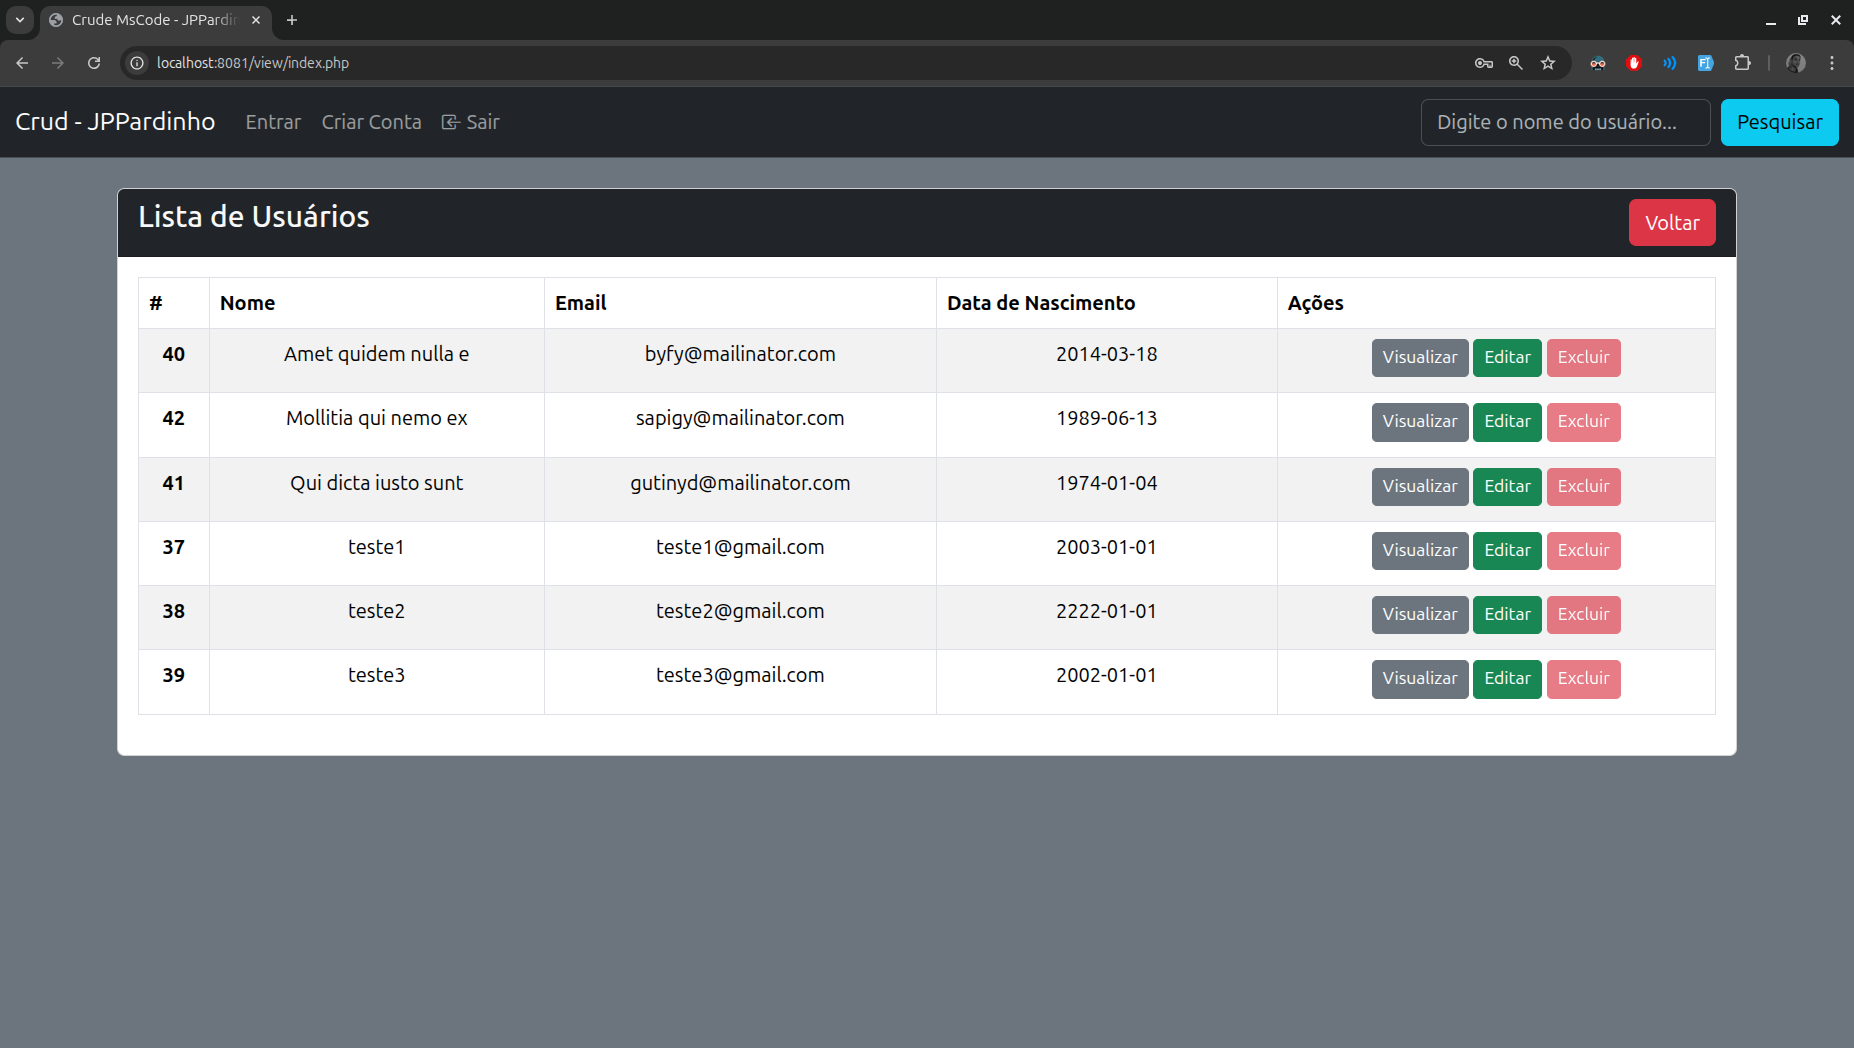 Crude MsCode - JPPardin
localhost:8081/view/index.php
Crud - JPPardinho Entrar Criar Conta Sair Digite o nome do usuário... Pesquisar
Lista de Usuários Voltar
# Nome Email Data de Nascimento Ações
40 Amet quidem nulla e byfy@mailinator.com 2014-03-18 Visualizar Editar Excluir
42 Mollitia qui nemo ex sapigy@mailinator.com 1989-06-13 Visualizar Editar Excluir
41 Qui dicta iusto sunt gutinyd@mailinator.com 1974-01-04 Visualizar Editar Excluir
37 teste1 teste1@gmail.com 2003-01-01 Visualizar Editar Excluir
38 teste2 teste2@gmail.com 2222-01-01 Visualizar Editar Excluir
39 teste3 teste3@gmail.com 2002-01-01 Visualizar Editar Excluir